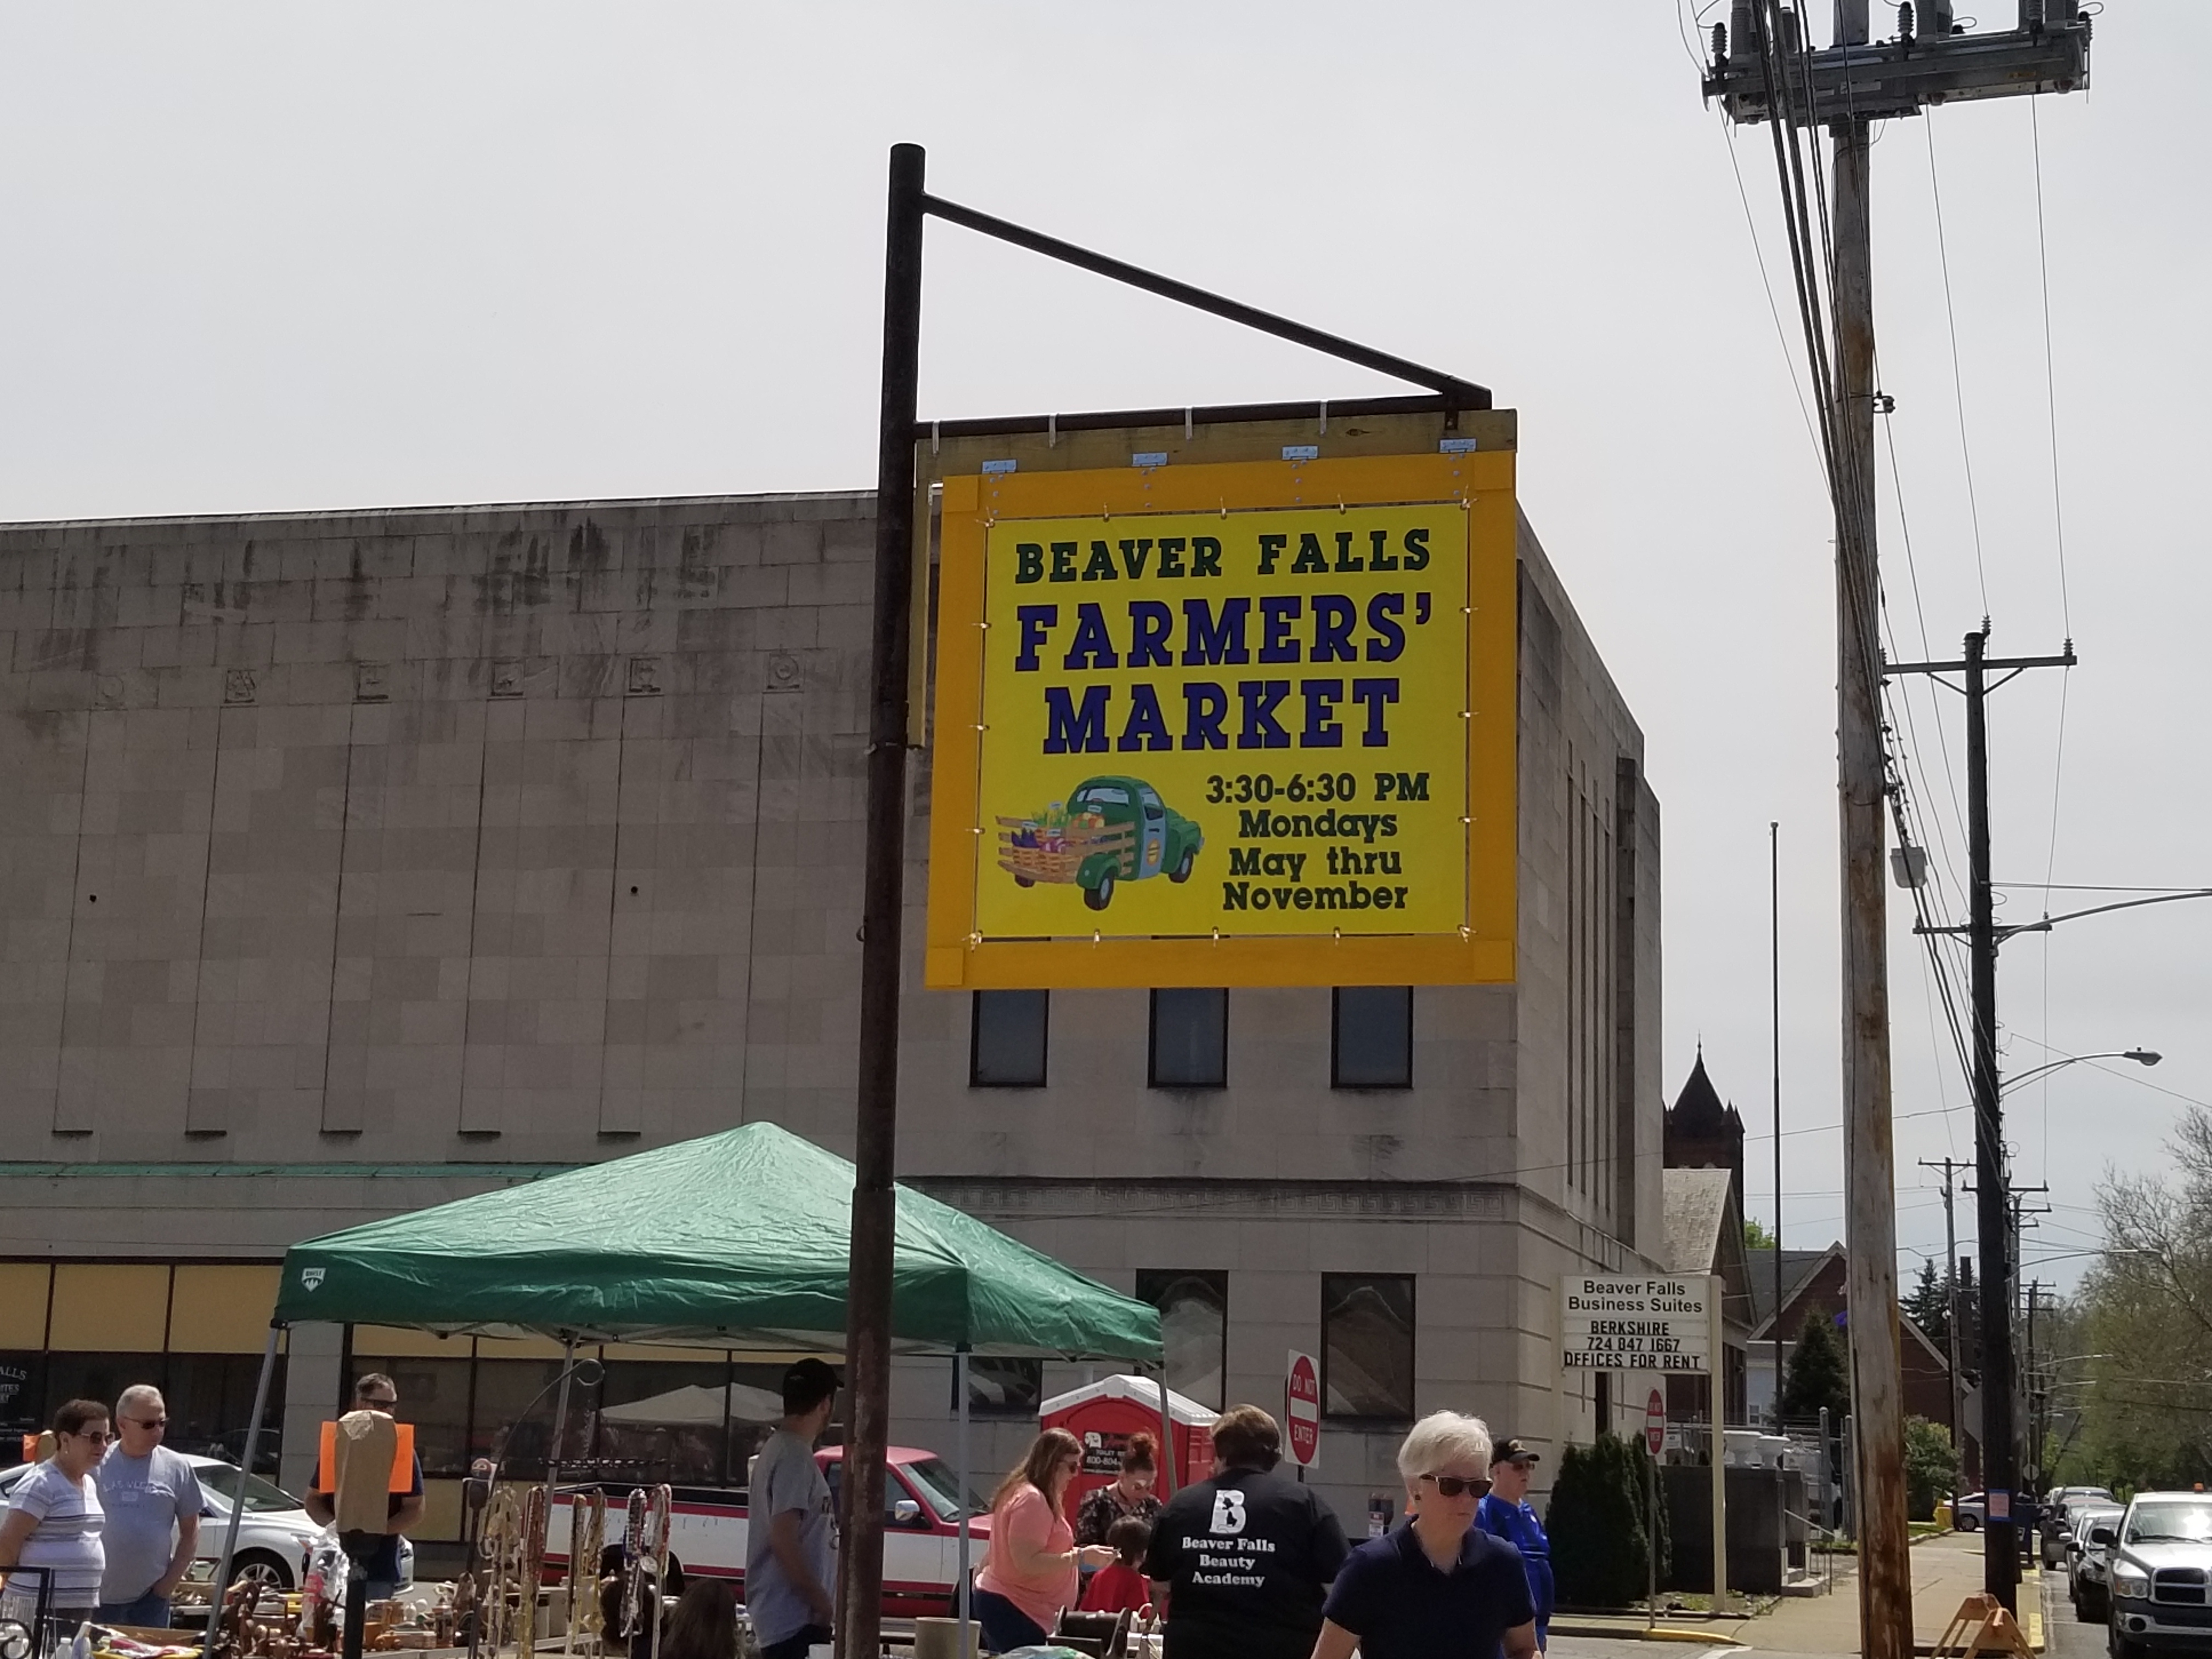 BEAVER FALLS
FARMERS'
MARKET
3:30-6:30 PM
Mondays
May thru
November
Beaver Falls
Business Suites
BERKSHIRE
724 847 1667
OFFICES FOR RENT
DO NOT
ENTER
B
Beaver Falls
Beauty
Academy